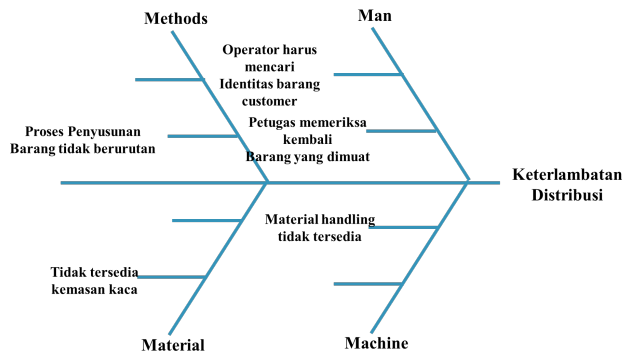 Methods
Man
Operator harus
mencari
Identitas barang
customer
Proses Penyusunan
Barang tidak berurutan
Petugas memeriksa
kembali
Barang yang dimuat
Keterlambatan
Distribusi
Material handling
tidak tersedia
Tidak tersedia
kemasan kaca
Material
Machine